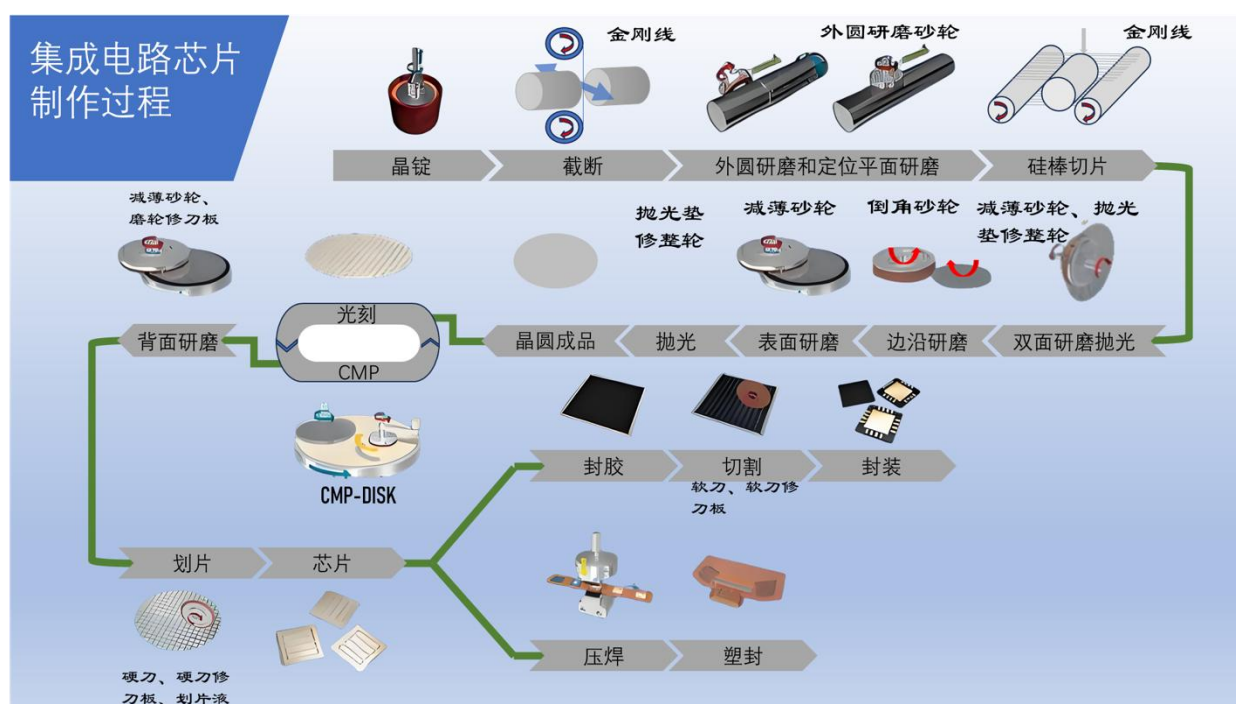 集成电路芯片
制作过程
金刚线
外圆研磨砂轮
金刚线
晶锭
截断
外圆研磨和定位平面研磨
硅棒切片
减薄砂轮、
磨轮修刀板
抛光垫
修整轮
减薄砂轮
倒角砂轮
减薄砂轮、抛光
垫修整轮
背面研磨
光刻
CMP
晶圆成品
抛光
表面研磨
边沿研磨
双面研磨抛光
CMP-DISK
封胶
切割
封装
软刀、软刀修
刀板
划片
芯片
硬刀、硬刀修
刀板、划片液
压焊
塑封